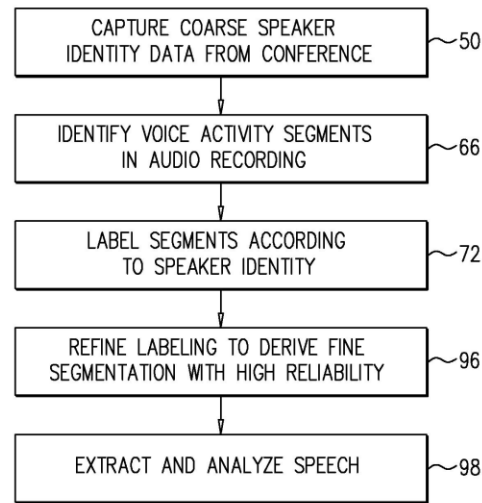 CAPTURE COARSE SPEAKER
IDENTITY DATA FROM CONFERENCE
50
IDENTIFY VOICE ACTIVITY SEGMENTS
IN AUDIO RECORDING
66
LABEL SEGMENTS ACCORDING
TO SPEAKER IDENTITY
72
REFINE LABELING TO DERIVE FINE
SEGMENTATION WITH HIGH RELIABILITY
96
EXTRACT AND ANALYZE SPEECH
98